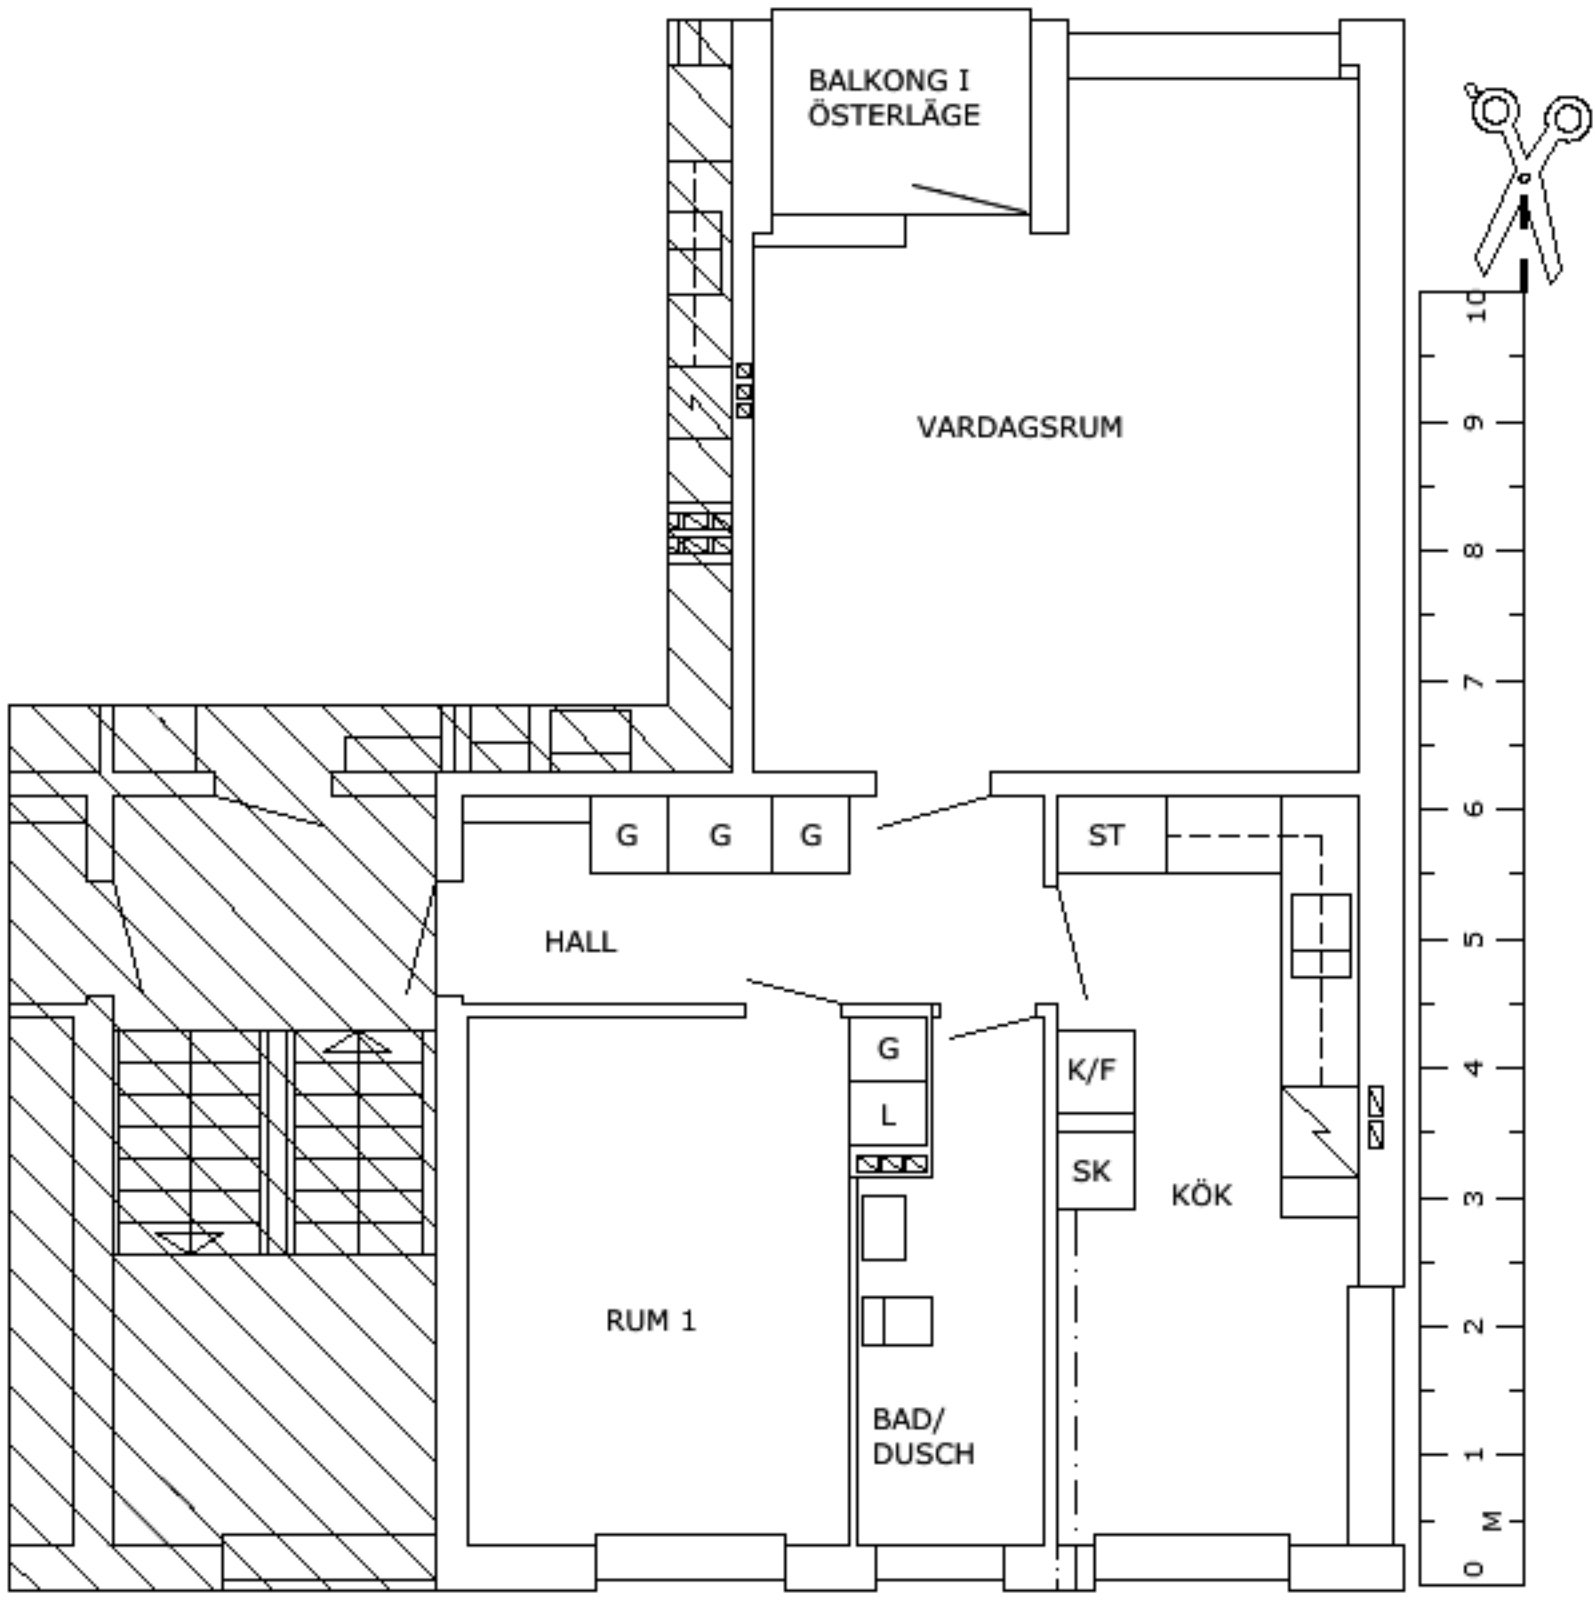 BALKONG I
ÖSTERLÄGE
VARDAGSRUM
G G G
ST
HALL
G
K/F
L
SK
KÖK
RUM 1
BAD/
DUSCH
10
9
8
7
6
5
4
3
2
1
M
0